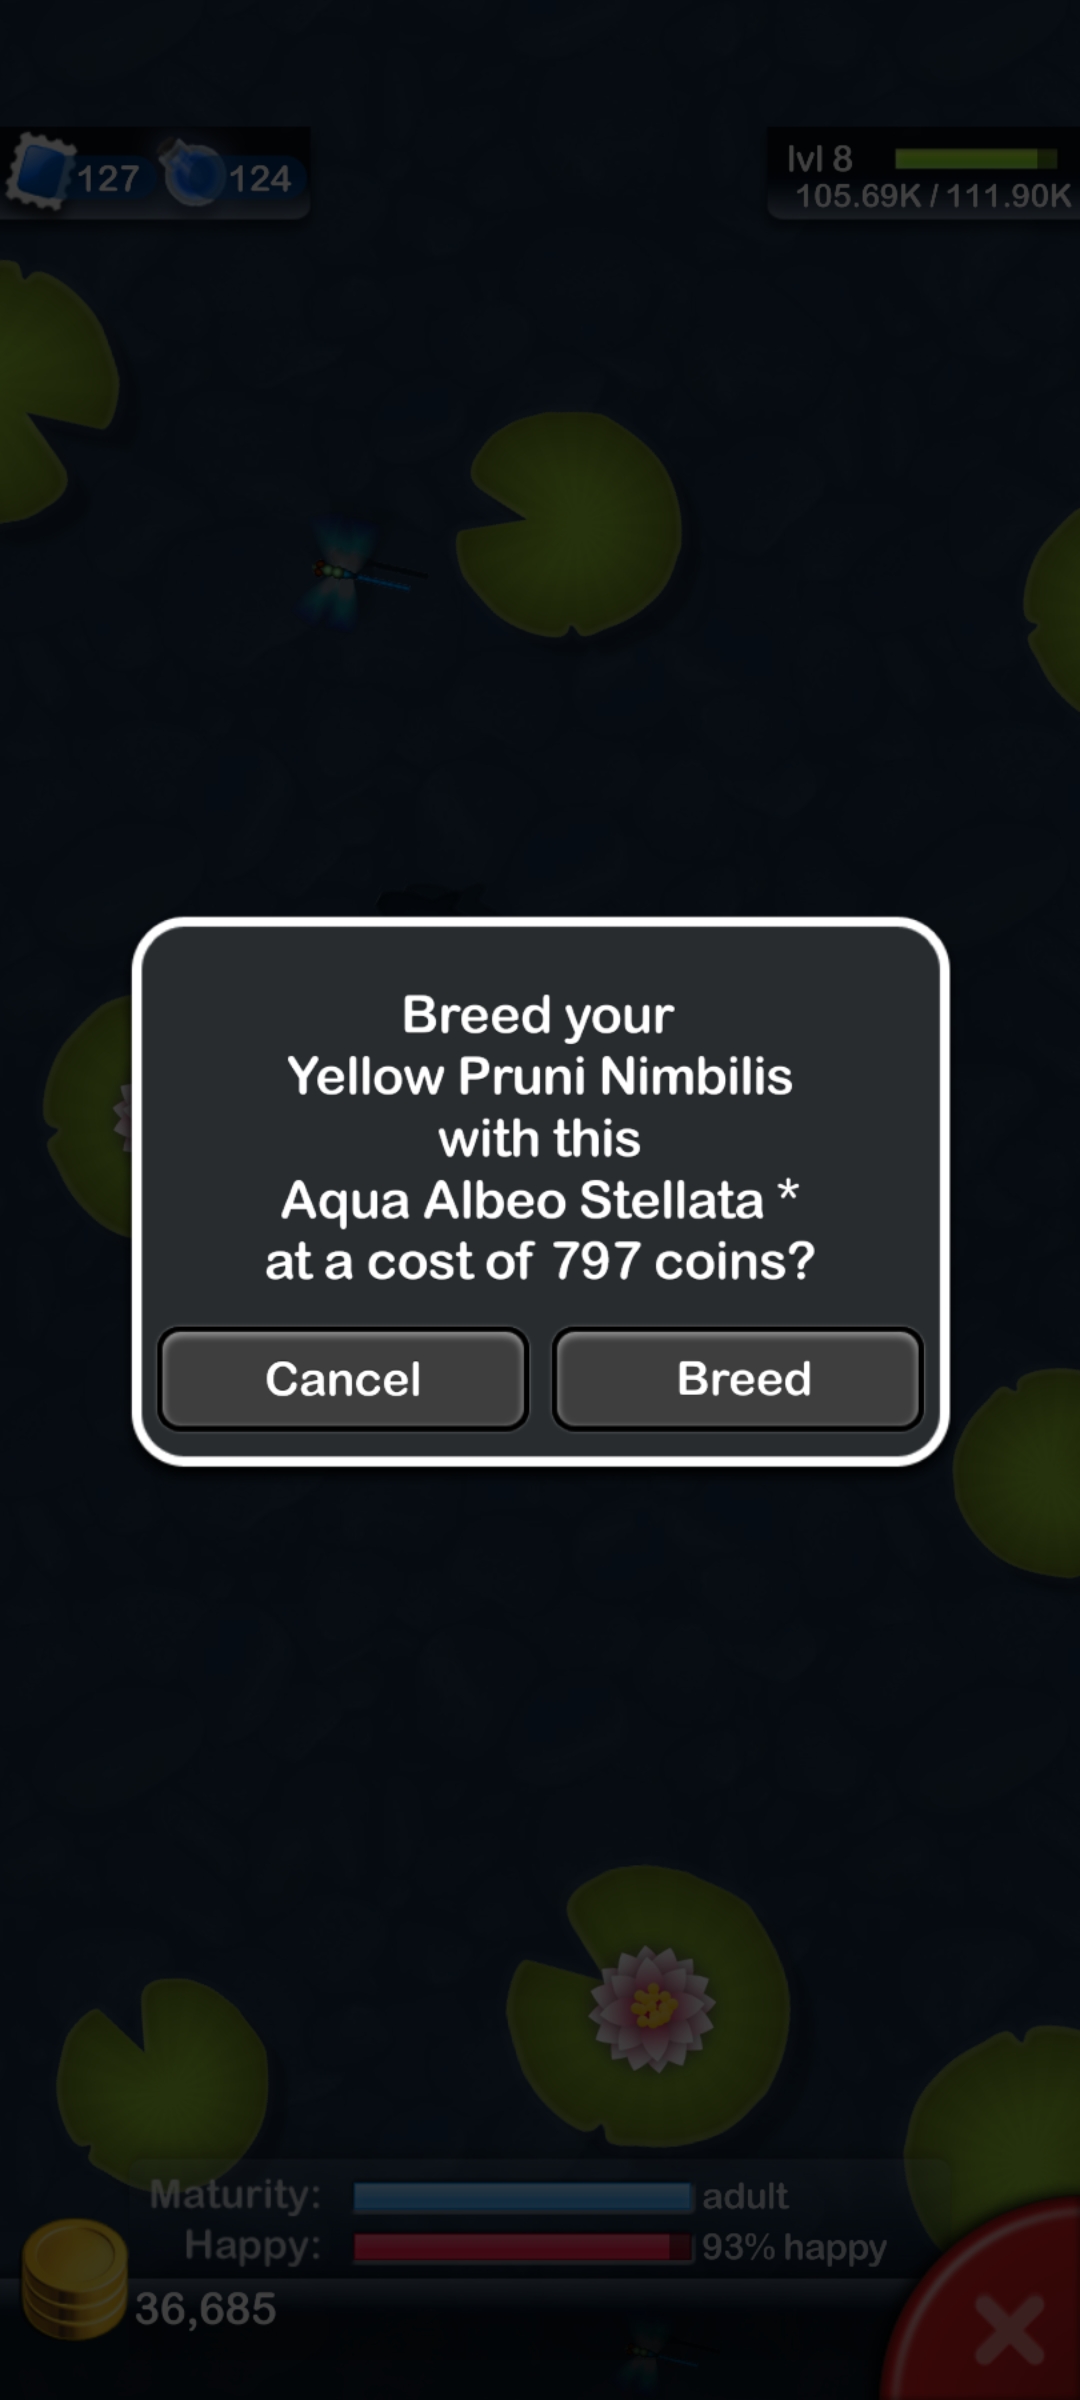 127 124
lvl 8
105.69K / 111.90K
Breed your
Yellow Pruni Nimbilis
with this
Aqua Albeo Stellata *
at a cost of 797 coins?
Cancel Breed
Maturity: adult
Happy: 93% happy
36,685